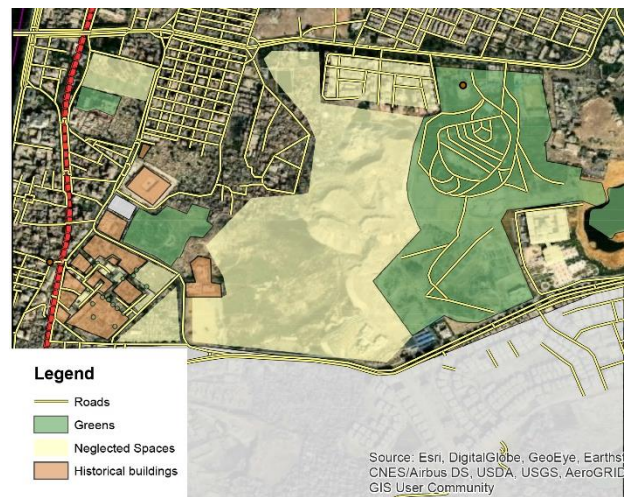 Legend
Roads
Greens
Neglected Spaces
Historical buildings
Source: Esri, DigitalGlobe, GeoEye, Earthst
CNES/Airbus DS, USDA, USGS, AeroGRID
GIS User Community